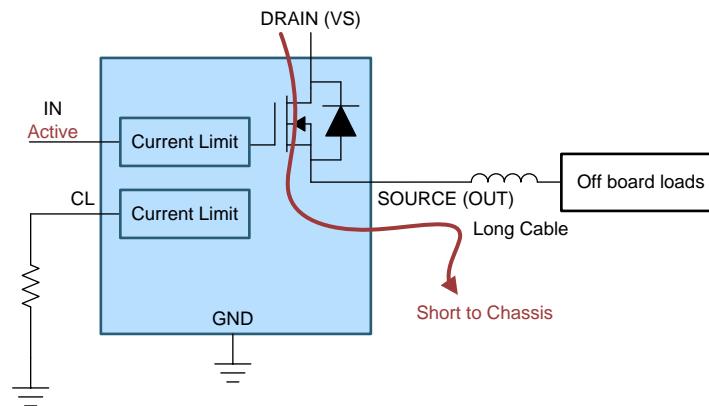 DRAIN (VS)
IN
Active
Current Limit
CL
Current Limit
SOURCE (OUT)
Off board loads
Long Cable
Short to Chassis
GND